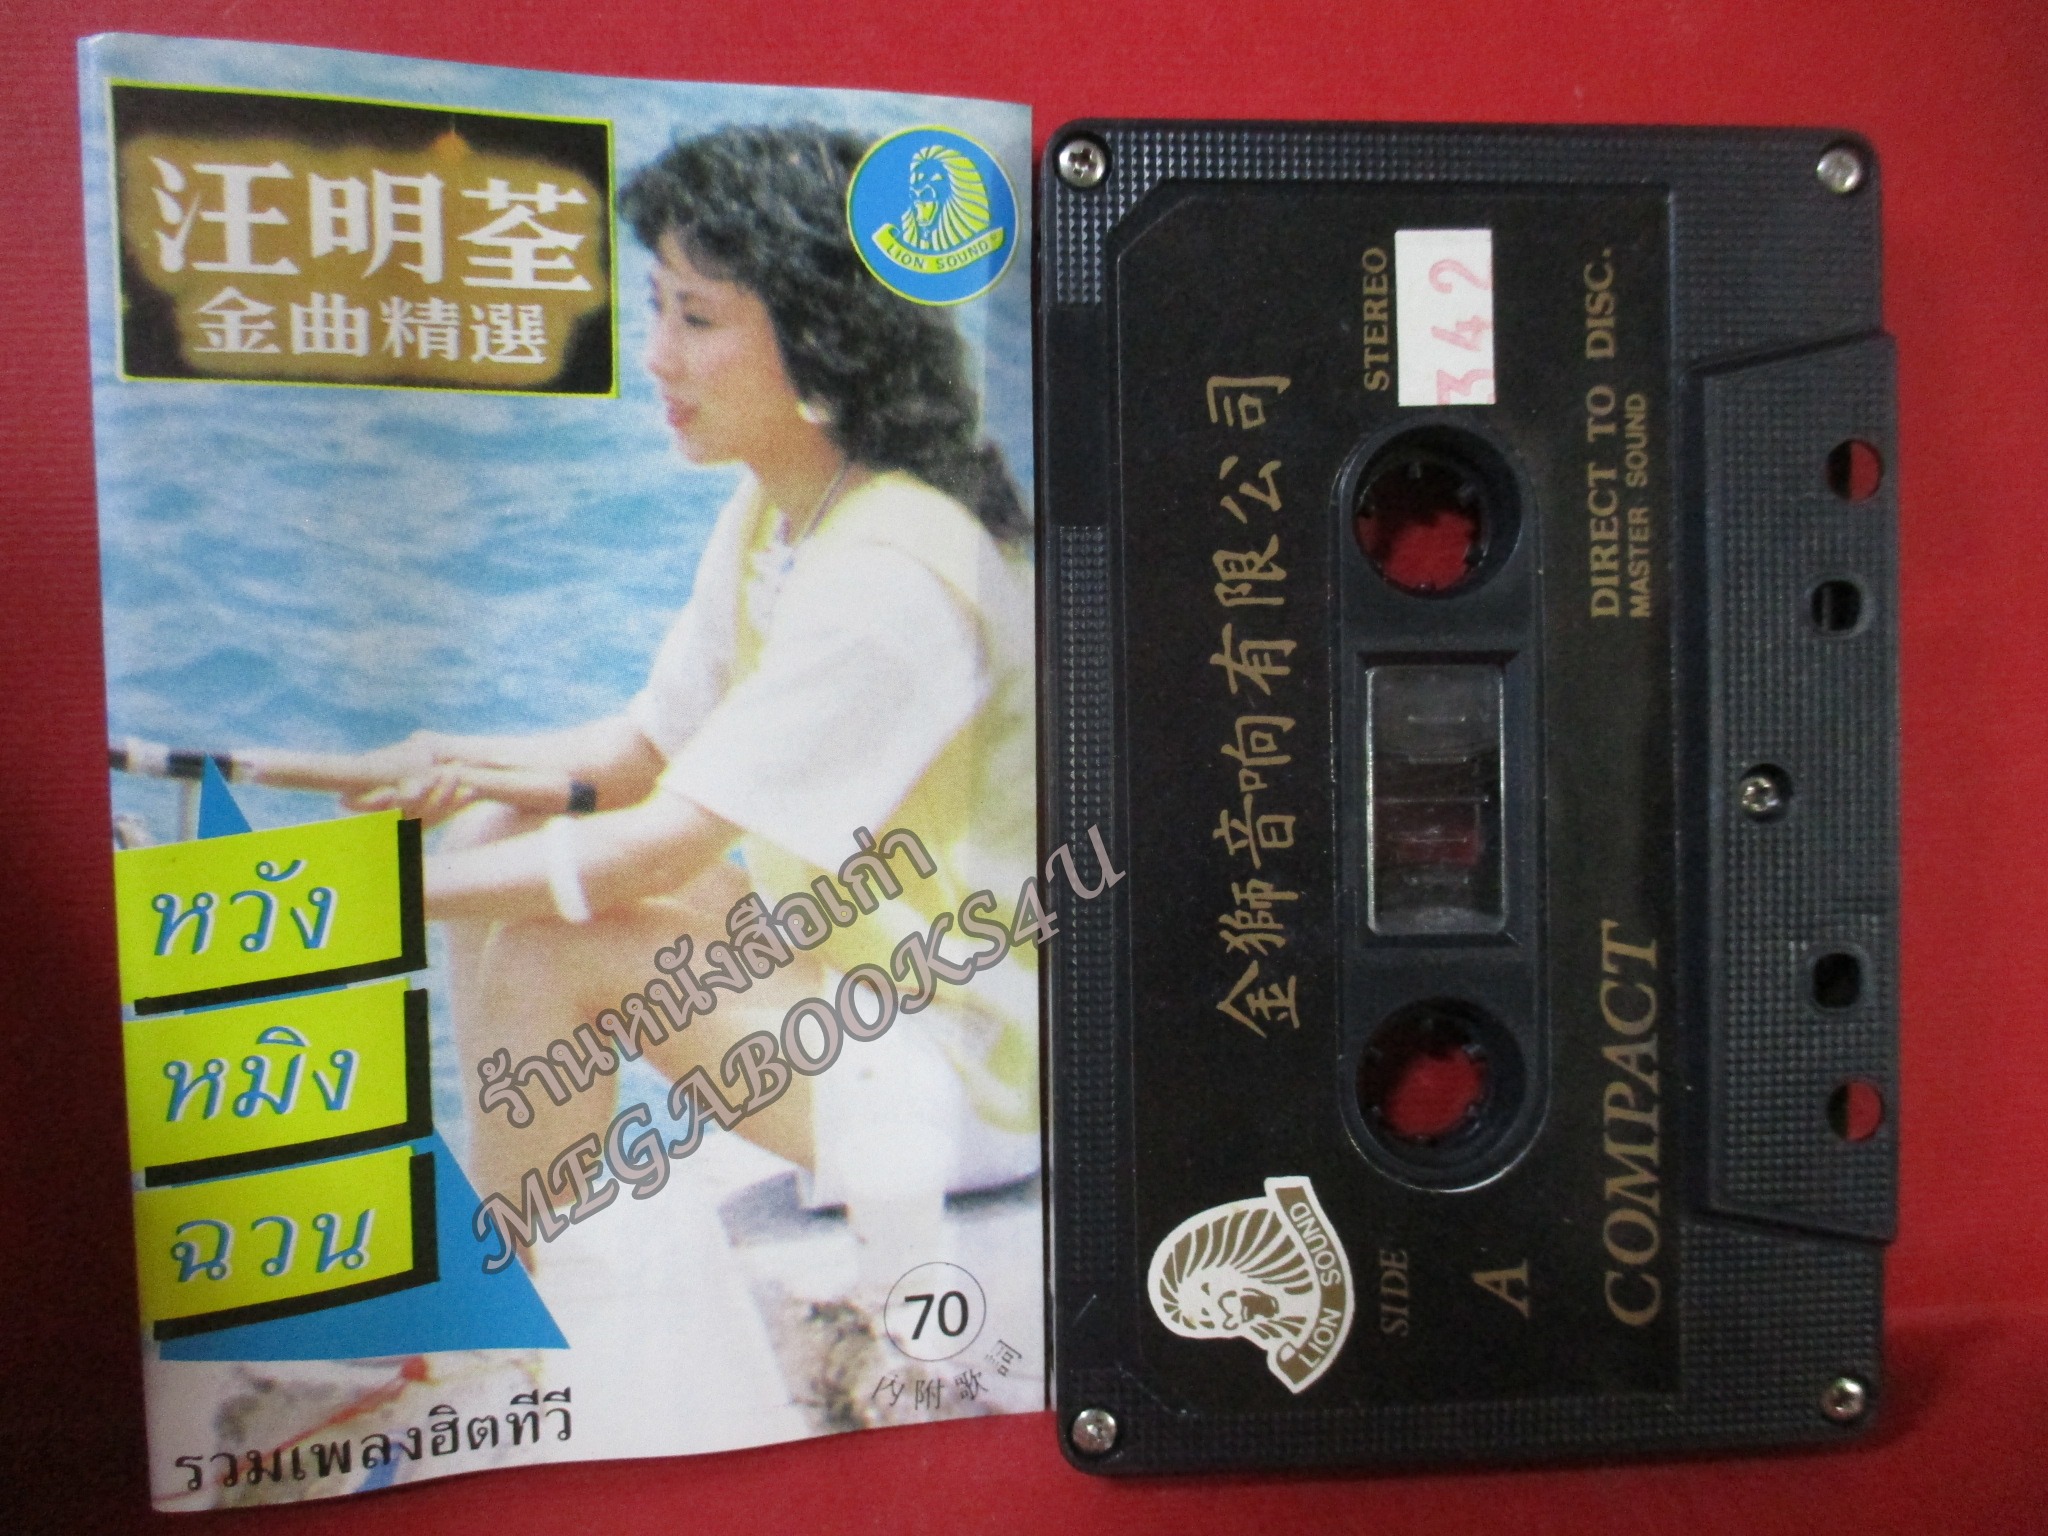 汪明荃
金曲精選
LION SOUND
หวัง
หมิง
ฉวน
70
內附歌詞
รวมเพลงฮิตทีวี
ร้านหนังสือเก่า
MEGABOOKS4U
金獅音响有限公司
STEREO
342
DIRECT TO DISC.
MASTER SOUND
COMPACT
SIDE
A
LION SOUND